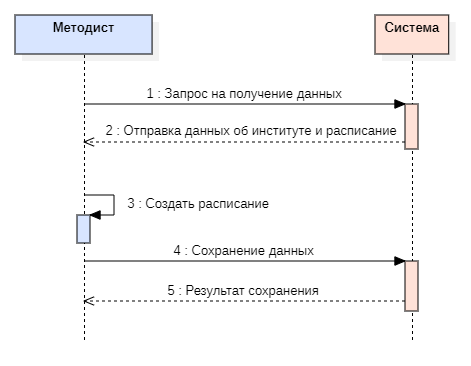 Методист
Система
1 : Запрос на получение данных
2 : Отправка данных об институте и расписание
3 : Создать расписание
4 : Сохранение данных
5 : Результат сохранения